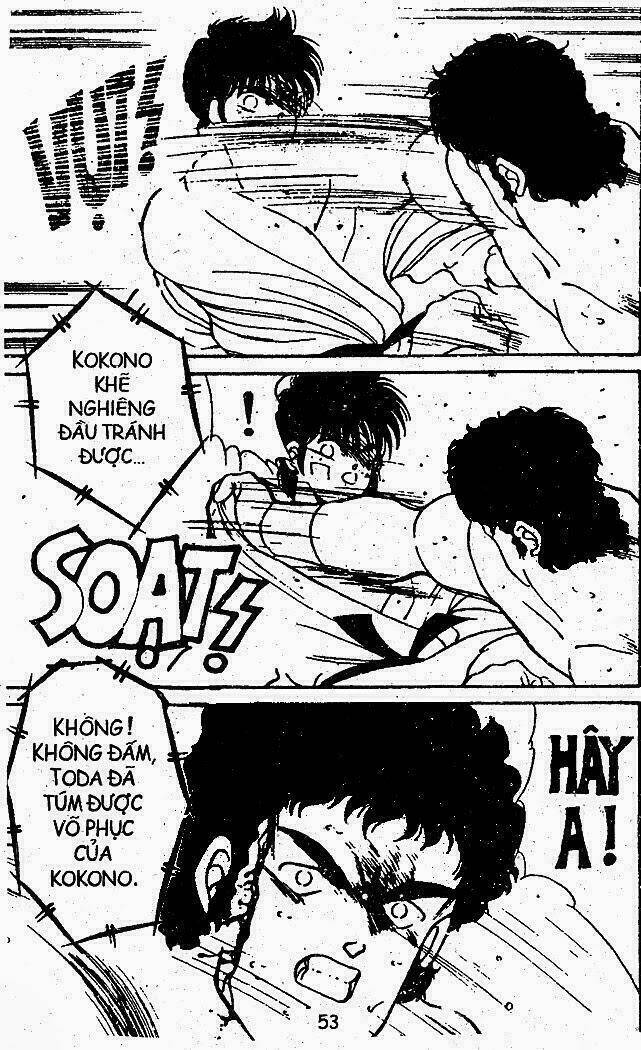 VỤT!
KOKONO
KHẼ
NGHIÊNG
ĐẦU TRÁNH
ĐƯỢC...
!
SOẠT!!
KHÔNG!
KHÔNG ĐẤM,
TODA ĐÃ
TÚM ĐƯỢC
VÕ PHỤC
CỦA
KOKONO.
HÂY
A!
53